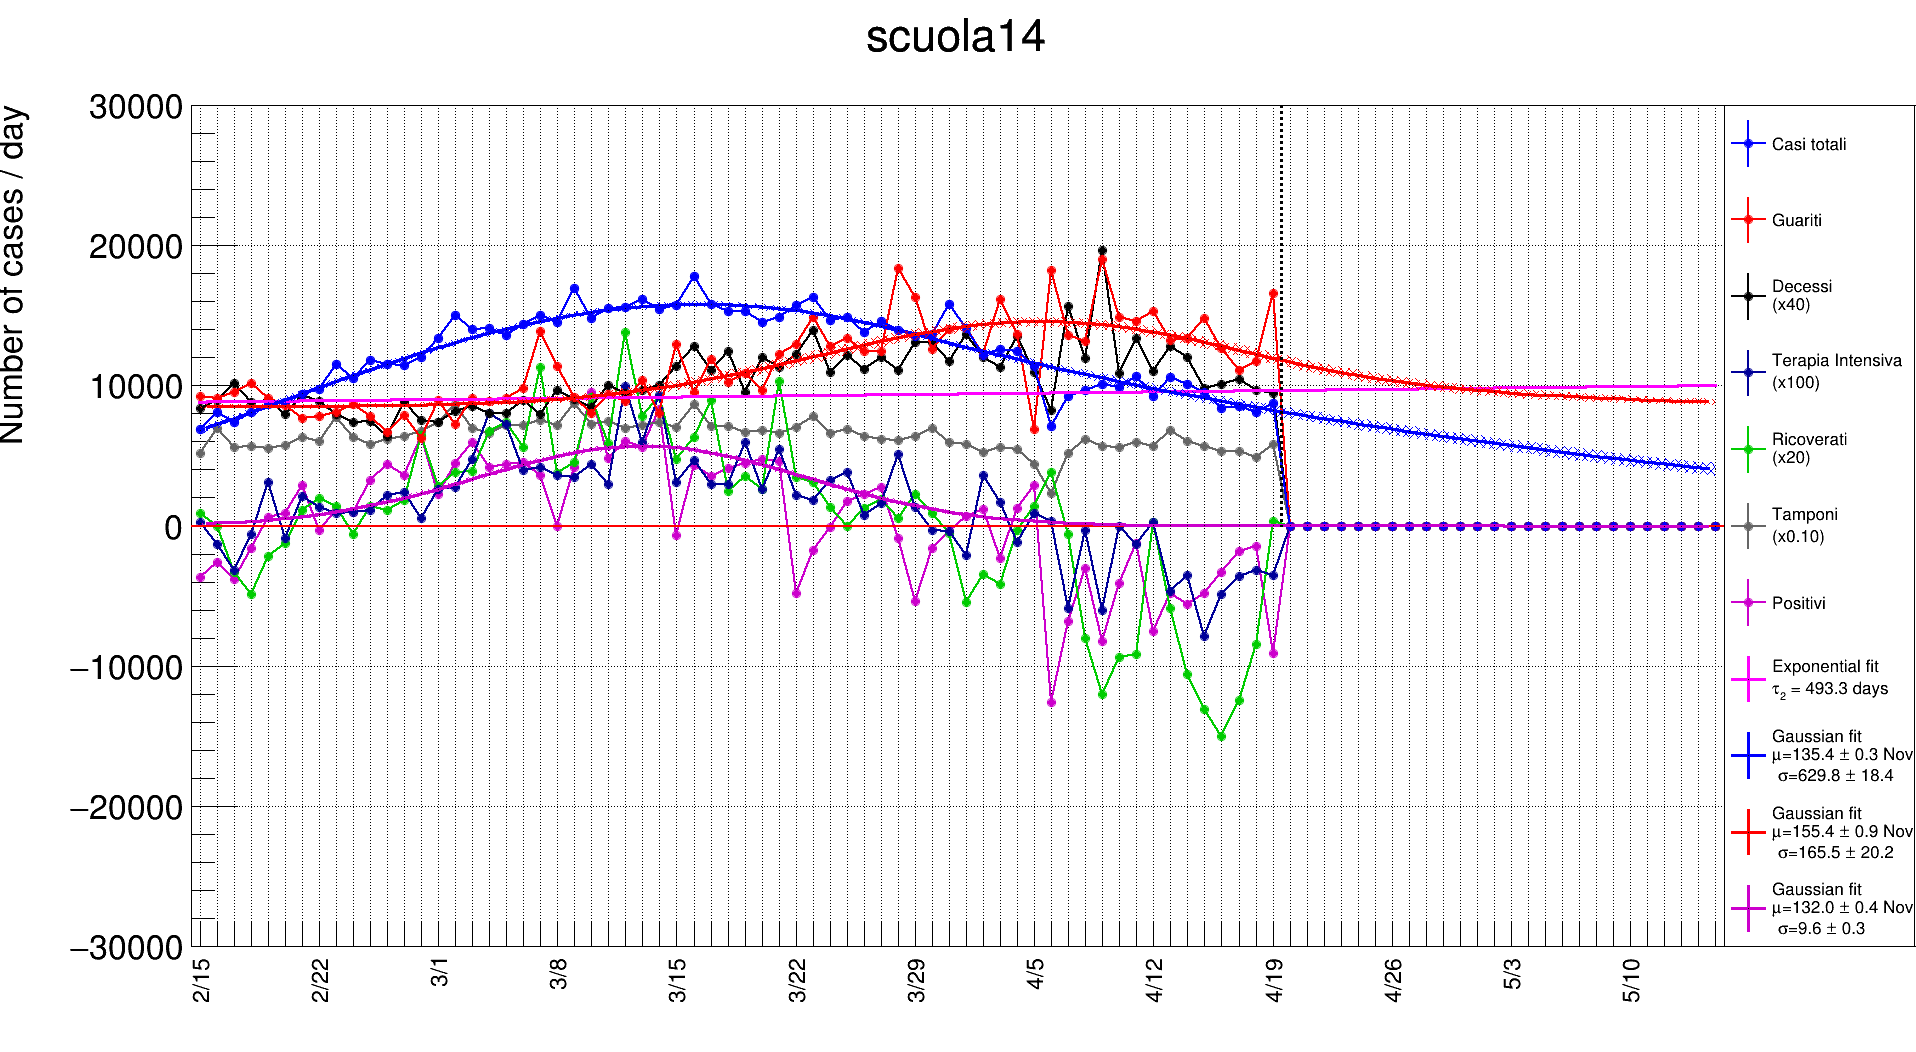 scuola14
Number of cases / day
30000
20000
10000
0
−10000
−20000
−30000
2/15
2/22
3/1
3/8
3/15
3/22
3/29
4/5
4/12
4/19
4/26
5/3
5/10
Casi totali
Guariti
Decessi
(x40)
Terapia Intensiva
(x100)
Ricoverati
(x20)
Tamponi
(x0.10)
Positivi
Exponential fit
τ2 = 493.3 days
Gaussian fit
μ=135.4 ± 0.3 Nov
σ=629.8 ± 18.4
Gaussian fit
μ=155.4 ± 0.9 Nov
σ=165.5 ± 20.2
Gaussian fit
μ=132.0 ± 0.4 Nov
σ=9.6 ± 0.3